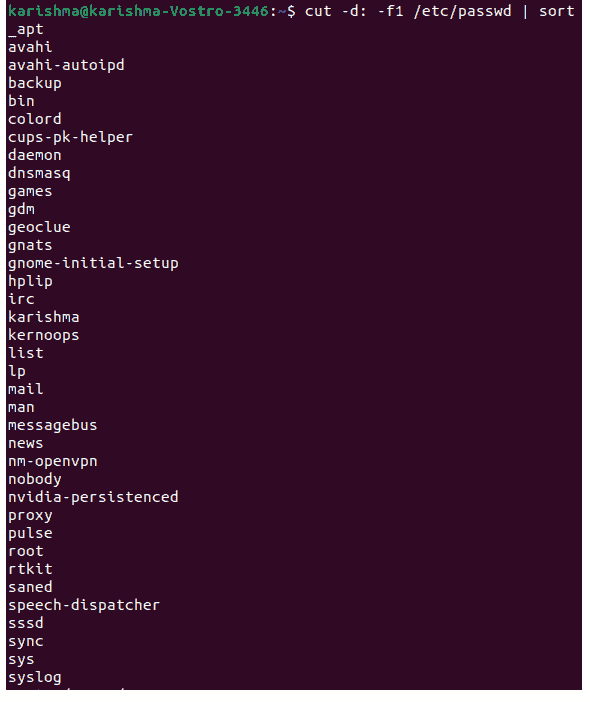 karishma@karishma-Vostro-3446:~$ cut -d: -f1 /etc/passwd | sort
_apt
avahi
avahi-autoipd
backup
bin
colord
cups-pk-helper
daemon
dnsmasq
games
gdm
geoclue
gnats
gnome-initial-setup
hplip
irc
karishma
kernoops
list
lp
mail
man
messagebus
news
nm-openvpn
nobody
nvidia-persistenced
proxy
pulse
root
rtkit
saned
speech-dispatcher
sssd
sync
sys
syslog